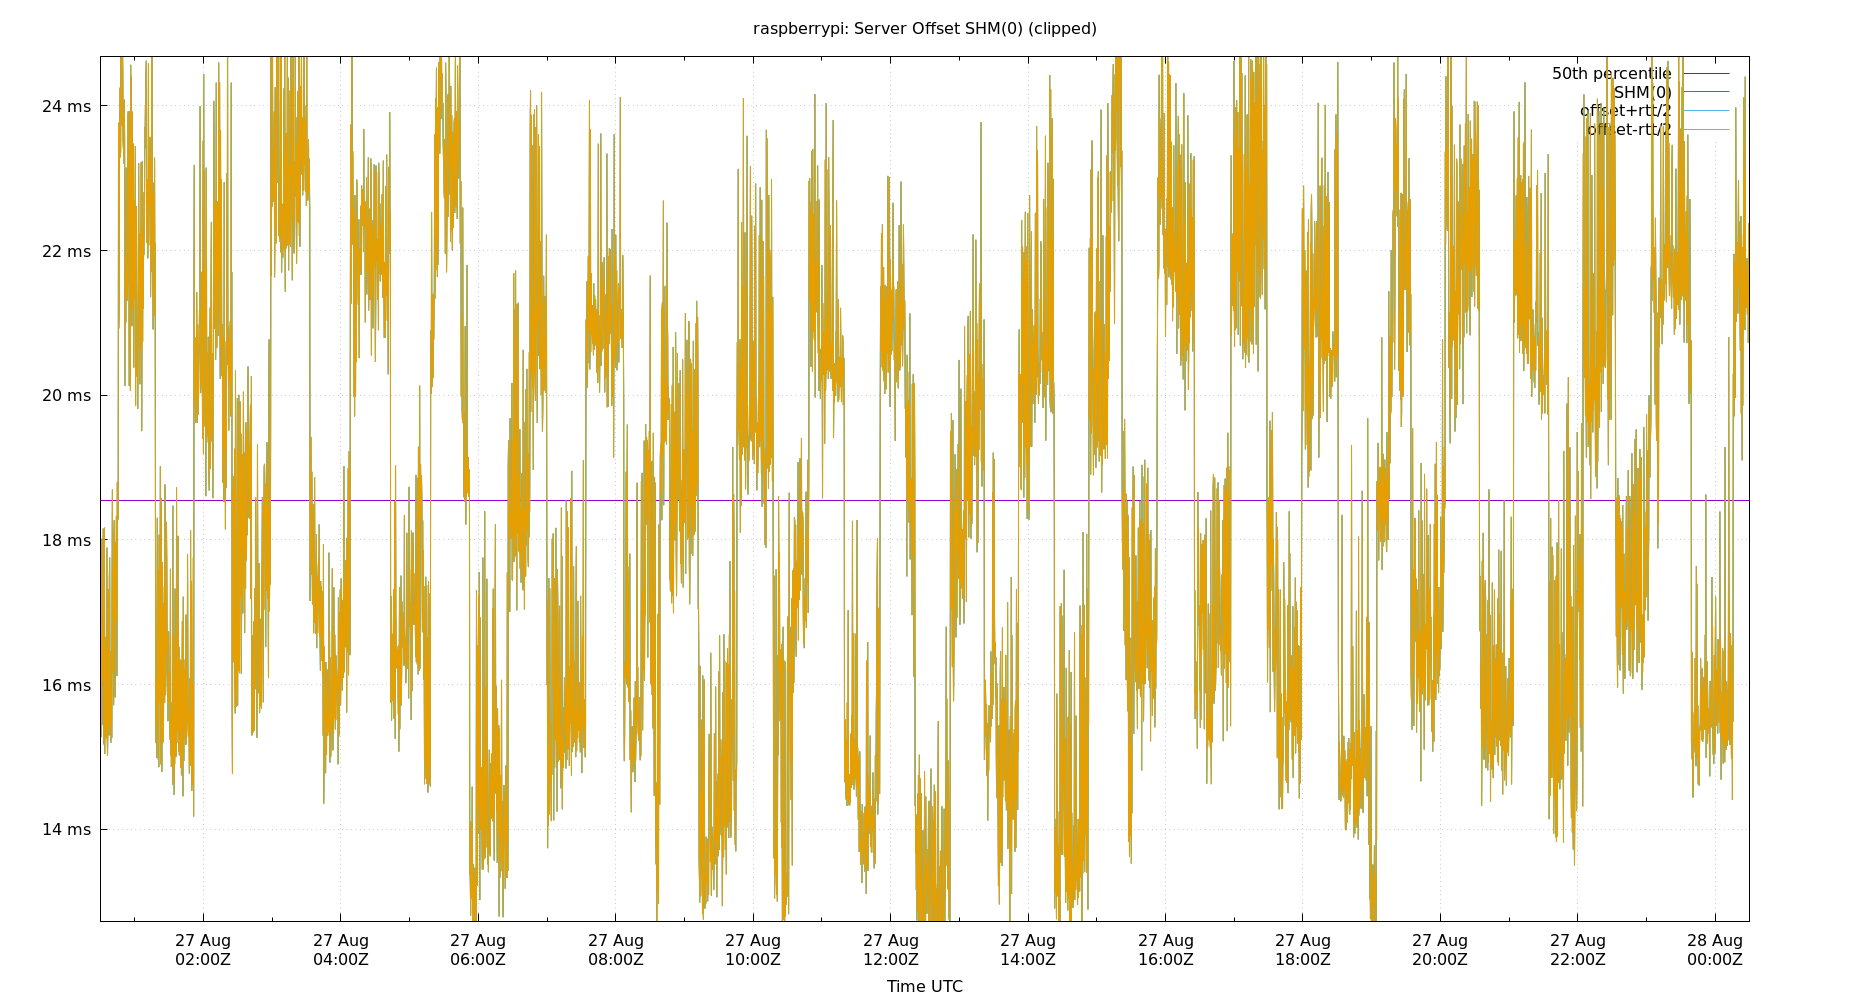 raspberrypi: Server Offset SHM(0) (clipped)
50th percentile
SHM(0)
offset+rtt/2
offset-rtt/2
24 ms
22 ms
20 ms
18 ms
16 ms
14 ms
27 Aug 27 Aug 27 Aug 27 Aug 27 Aug 27 Aug 27 Aug 27 Aug 27 Aug 27 Aug 27 Aug 28 Aug
02:00Z 04:00Z 06:00Z 08:00Z 10:00Z 12:00Z 14:00Z 16:00Z 18:00Z 20:00Z 22:00Z 00:00Z
Time UTC